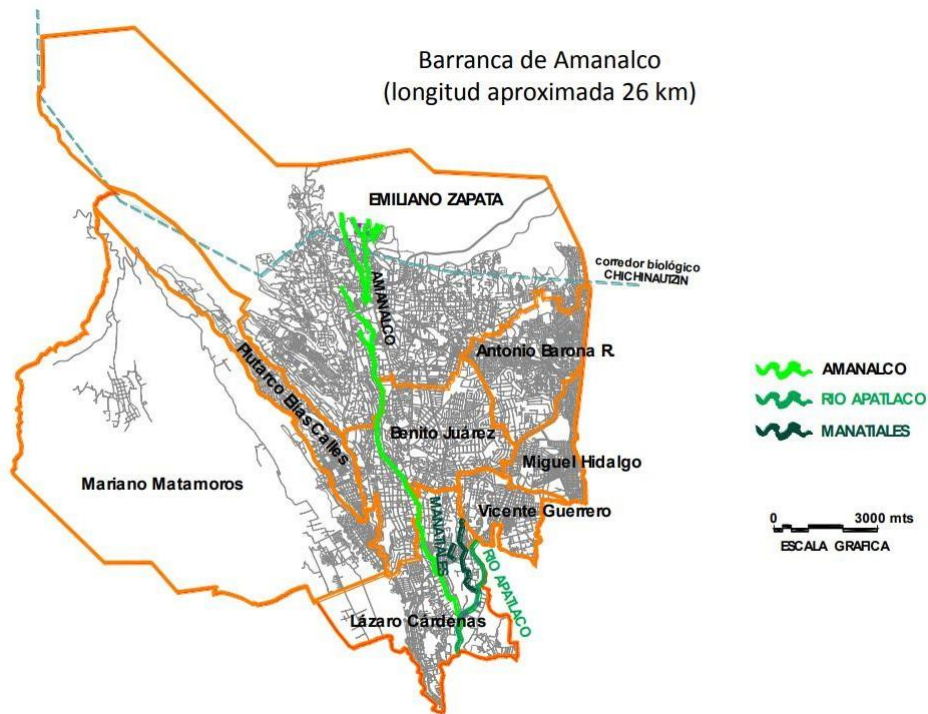 Barranca de Amanalco
(longitud aproximada 26 km)
EMILIANO ZAPATA
corredor biológico
CHICHINAUTZIN
AMANALCO
Antonio Barona R.
Plutarco Elías Calles
Benito Juárez
Miguel Hidalgo
Mariano Matamoros
Vicente Guerrero
MANATIALES
RIO APATLACO
Lázaro Cárdenas
AMANALCO
RIO APATLACO
MANATIALES
0 3000 mts
ESCALA GRAFICA